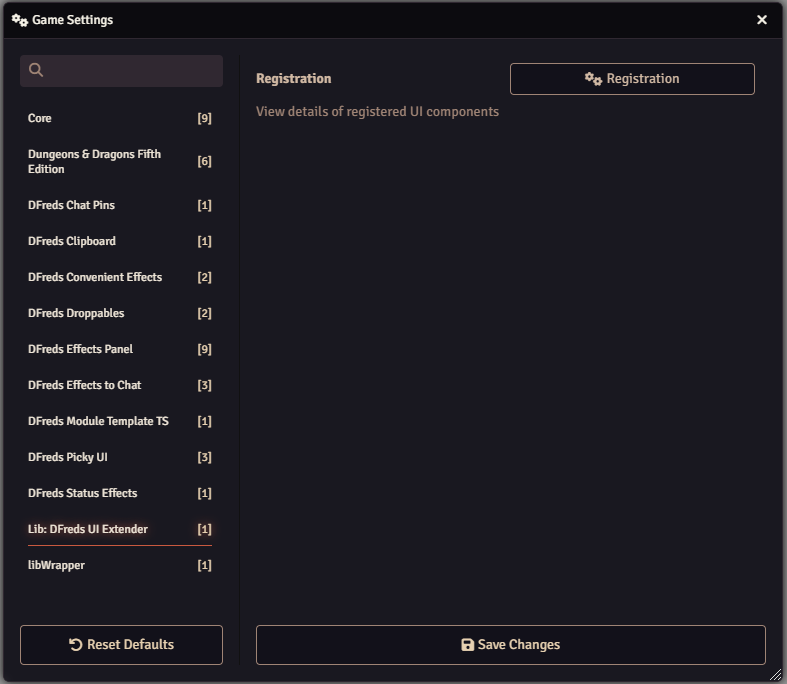 Game Settings
Registration
Registration
View details of registered UI components
Core [9]
Dungeons & Dragons Fifth
Edition [6]
DFreds Chat Pins [1]
DFreds Clipboard [1]
DFreds Convenient Effects [2]
DFreds Droppables [2]
DFreds Effects Panel [9]
DFreds Effects to Chat [3]
DFreds Module Template TS [1]
DFreds Picky UI [3]
DFreds Status Effects [1]
Lib: DFreds UI Extender [1]
libWrapper [1]
Reset Defaults
Save Changes